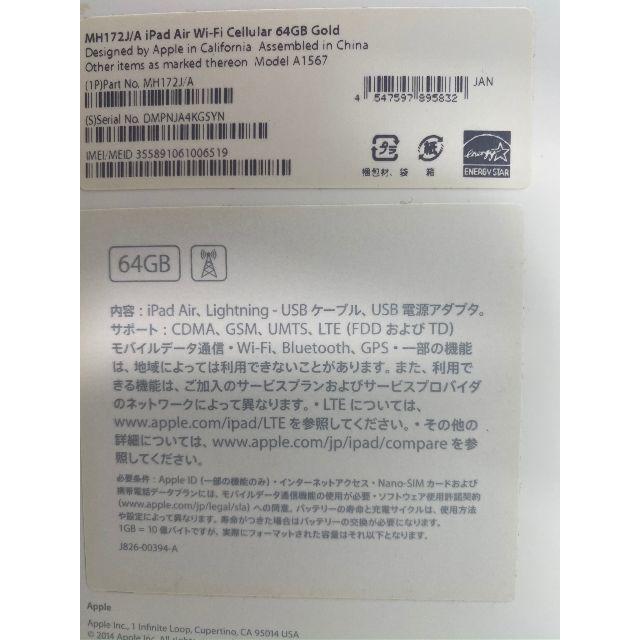 MH172J/A iPad Air Wi-Fi Cellular 64GB Gold
Designed by Apple in California Assembled in China
Other items as marked thereon Model A1567
(1P)Part No. MH172J/A
(S)Serial No. DMPNJA4KG5YN
IMEI/MEID 355891061006519
JAN
4 547597 895832
紙
梱包材、袋 箱
energy
ENERGY STAR
64GB
内容：iPad Air、Lightning - USB ケーブル、USB 電源アダプタ。
サポート：CDMA、GSM、UMTS、LTE (FDD および TD)
モバイルデータ通信・Wi-Fi、Bluetooth、GPS・一部の機能
は、地域によっては利用できないことがあります。また、利用で
きる機能は、ご加入のサービスプランおよびサービスプロバイダ
のネットワークによって異なります。・LTE については、
www.apple.com/ipad/LTE を参照してください。・その他の
詳細については、www.apple.com/jp/ipad/compare を参
照してください。
必要条件：Apple ID (一部の機能のみ)・インターネットアクセス・Nano-SIM カードおよび
携帯電話データプランには、モバイルデータ通信機能の使用が必要・ソフトウェア使用許諾契約
(www.apple.com/jp/legal/sla) への同意。バッテリーの寿命と充電サイクルは、使用方法
や設定によって異なります。寿命がつきた場合はバッテリーの交換が必要になります。
1GB = 10 億バイトですが、実際にフォーマットされた容量はそれ以下となります。
J826-00394-A
Apple
Apple Inc., 1 Infinite Loop, Cupertino, CA 95014 USA
© 2014 Apple Inc. All rights